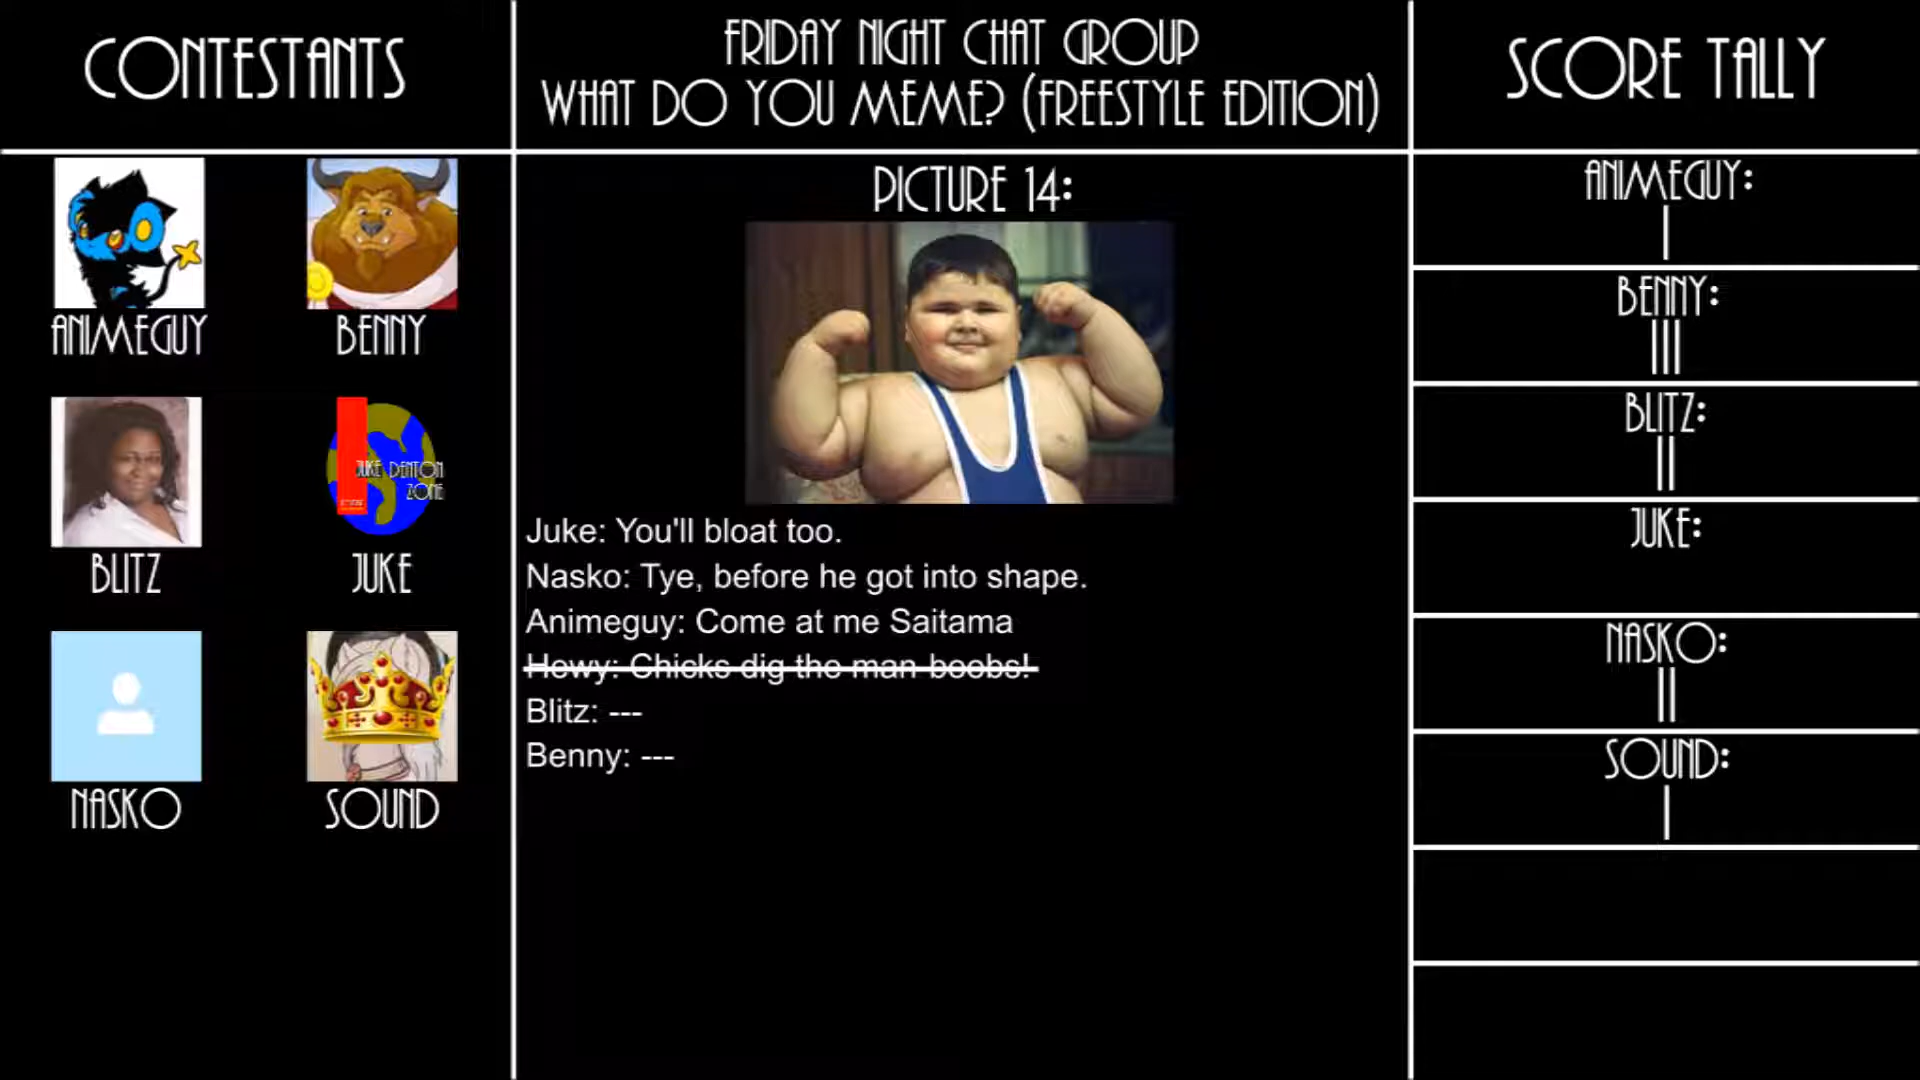 CONTESTANTS
FRIDAY NIGHT CHAT GROUP
WHAT DO YOU MEME? (FREESTYLE EDITION)
SCORE TALLY
ANIMEGUY
BENNY
BLITZ
JUKE DENTON
ZONE
JUKE
NASKO
SOUND
PICTURE 14:
Juke: You'll bloat too.
Nasko: Tye, before he got into shape.
Animeguy: Come at me Saitama
Howy: Chicks dig the man boobs!
Blitz: ---
Benny: ---
ANIMEGUY:
|
BENNY:
|||
BLITZ:
||
JUKE:
NASKO:
||
SOUND:
|